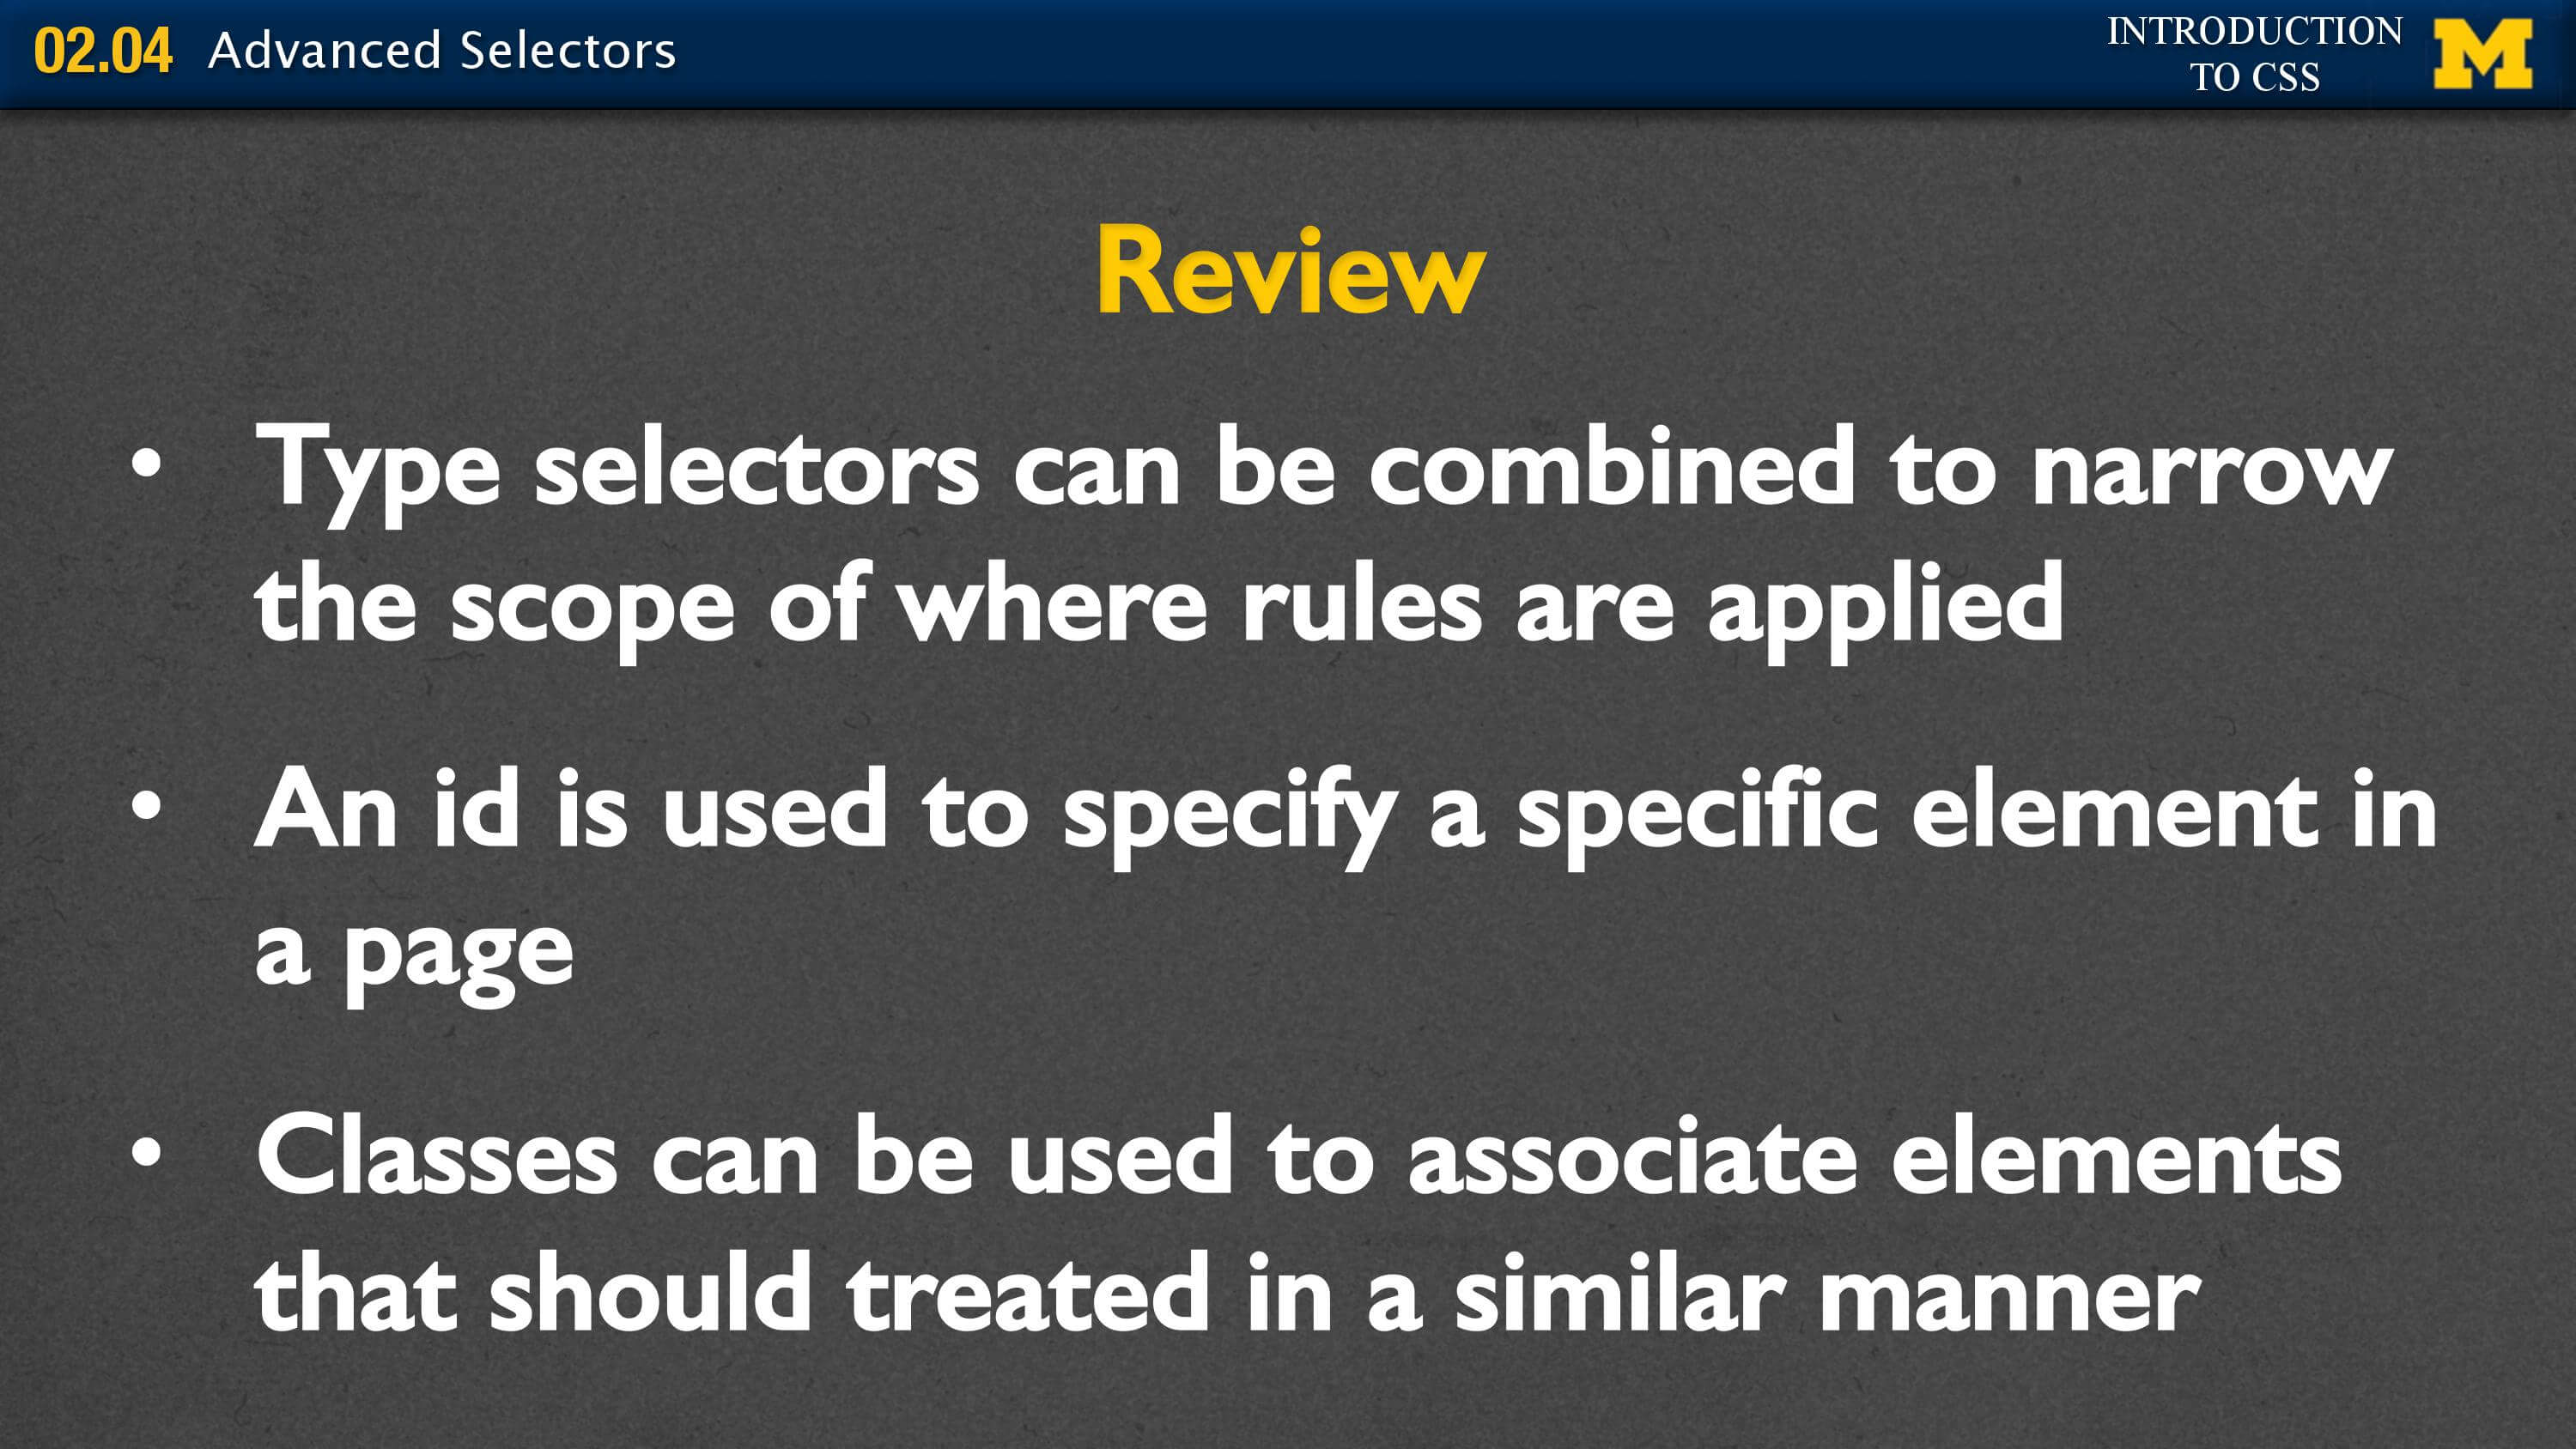 02.04 Advanced Selectors
INTRODUCTION
TO CSS
M
Review
• Type selectors can be combined to narrow
the scope of where rules are applied
• An id is used to specify a specific element in
a page
• Classes can be used to associate elements
that should treated in a similar manner